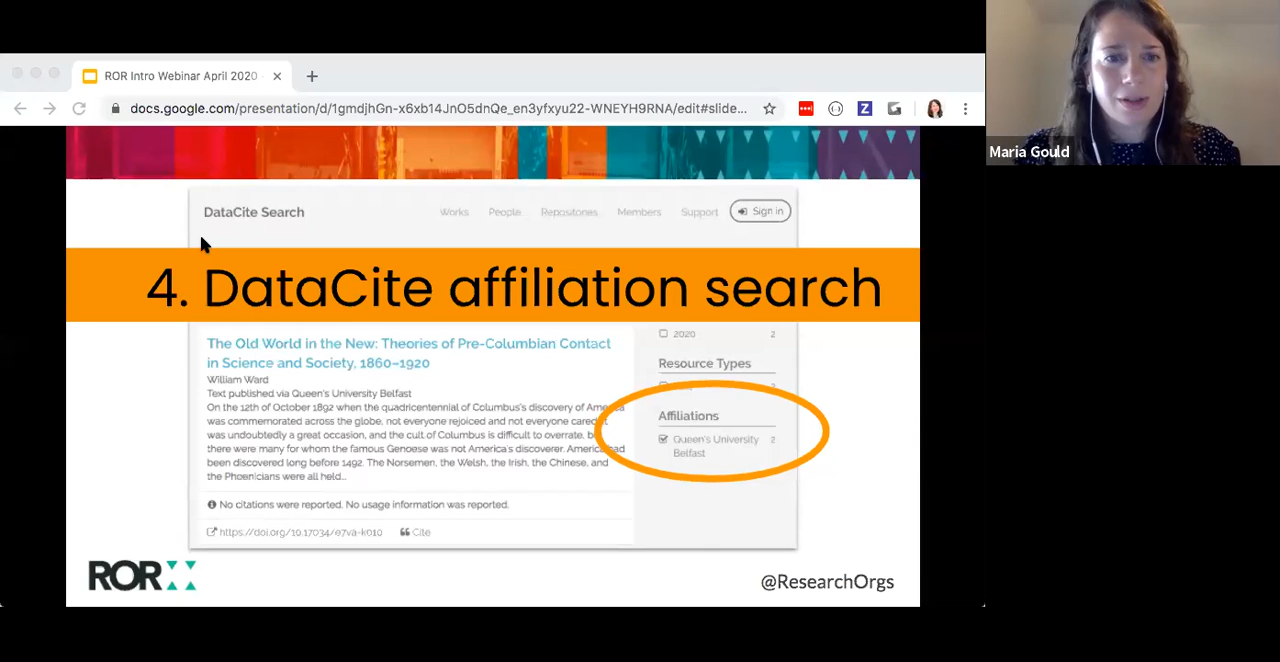 ROR Intro Webinar April 2020
docs.google.com/presentation/d/1gmdjhGn-x6xb14JnO5dnQe_en3yfxyu22-WNEYH9RNA/edit#slide...
Maria Gould
DataCite Search
Works People Repositories Members Support Sign in
4. DataCite affiliation search
The Old World in the New: Theories of Pre-Columbian Contact
in Science and Society, 1860–1920
William Ward
Text published via Queen's University Belfast
On the 12th of October 1892 when the quadricentennial of Columbus's discovery of America
was commemorated across the globe, not everyone rejoiced and not everyone cared. It
was undoubtedly a great occasion, and the cult of Columbus is difficult to overrate, but
there were many for whom the famous Genoese was not America's discoverer. America had
been discovered long before 1492. The Norsemen, the Welsh, the Irish, the Chinese, and
the Phoenicians were all held...
No citations were reported. No usage information was reported.
https://doi.org/10.17034/e7va-k010 Cite
2020 2
Resource Types
2
Affiliations
Queen's University 2
Belfast
ROR
@ResearchOrgs